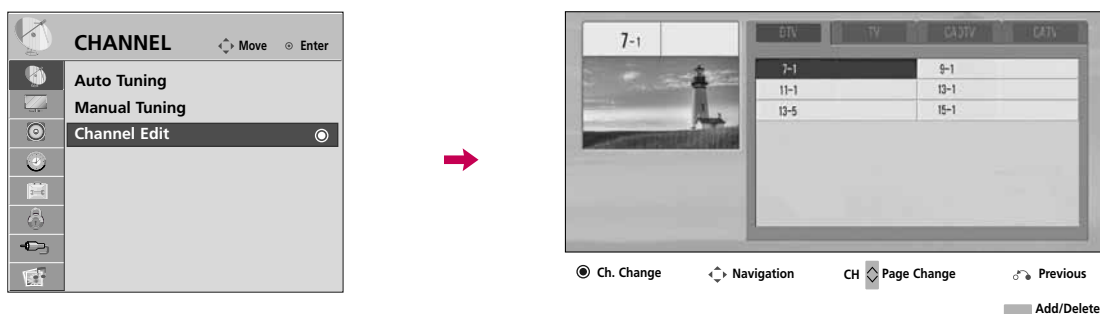 CHANNEL Move Enter
Auto Tuning
Manual Tuning
Channel Edit
7-1
DTV TV CADTV CATV
7-1 9-1
11-1 13-1
13-5 15-1
Ch. Change Navigation CH Page Change Previous
Add/Delete